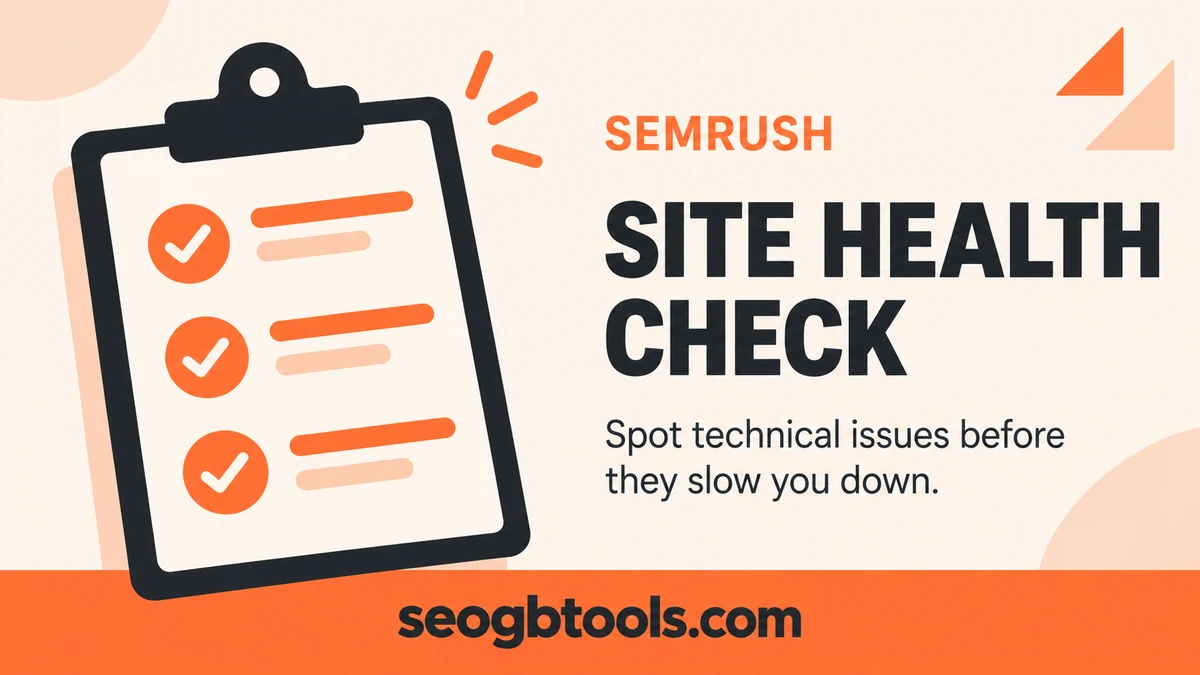 SEMRUSH
SITE HEALTH
CHECK
Spot technical issues before
they slow you down.
seogbtools.com